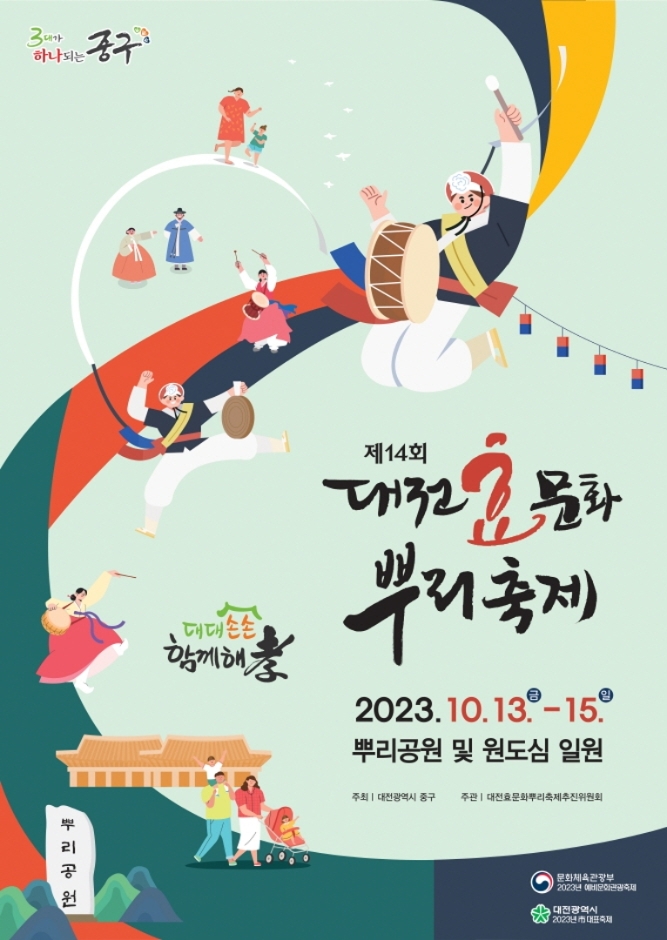 3대가
하나되는 중구
제14회
대전효문화
뿌리축제
대대손손
함께해孝
2023. 10. 13.금 - 15.일
뿌리공원 및 원도심 일원
주최 | 대전광역시 중구 주관 | 대전효문화뿌리축제추진위원회
뿌리공원
문화체육관광부
2023년 예비문화관광축제
대전광역시
2023년 市 대표축제